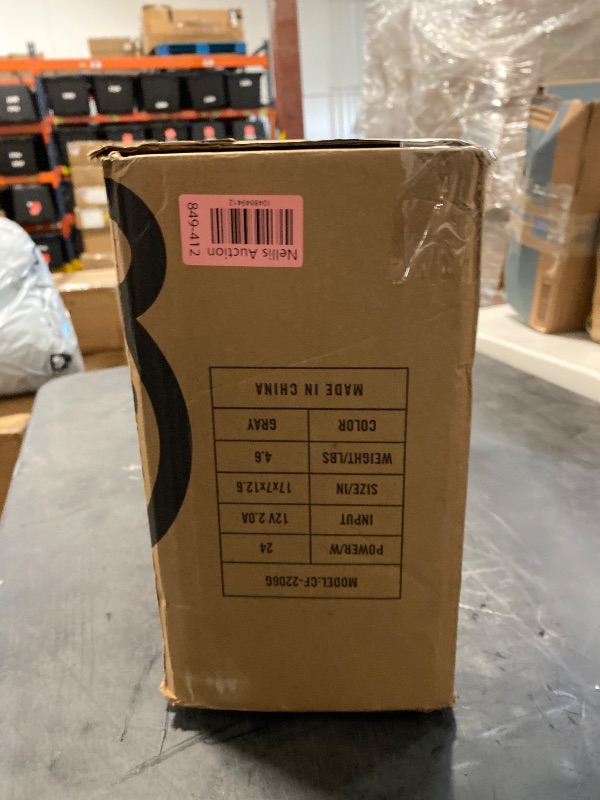 Nellis Auction
1048049412
849-412
MODEL:CF-2206G
POWER/W 24
INPUT 12V 2.0A
SIZE/IN 17x7x12.6
WEIGHT/LBS 4.6
COLOR GRAY
MADE IN CHINA